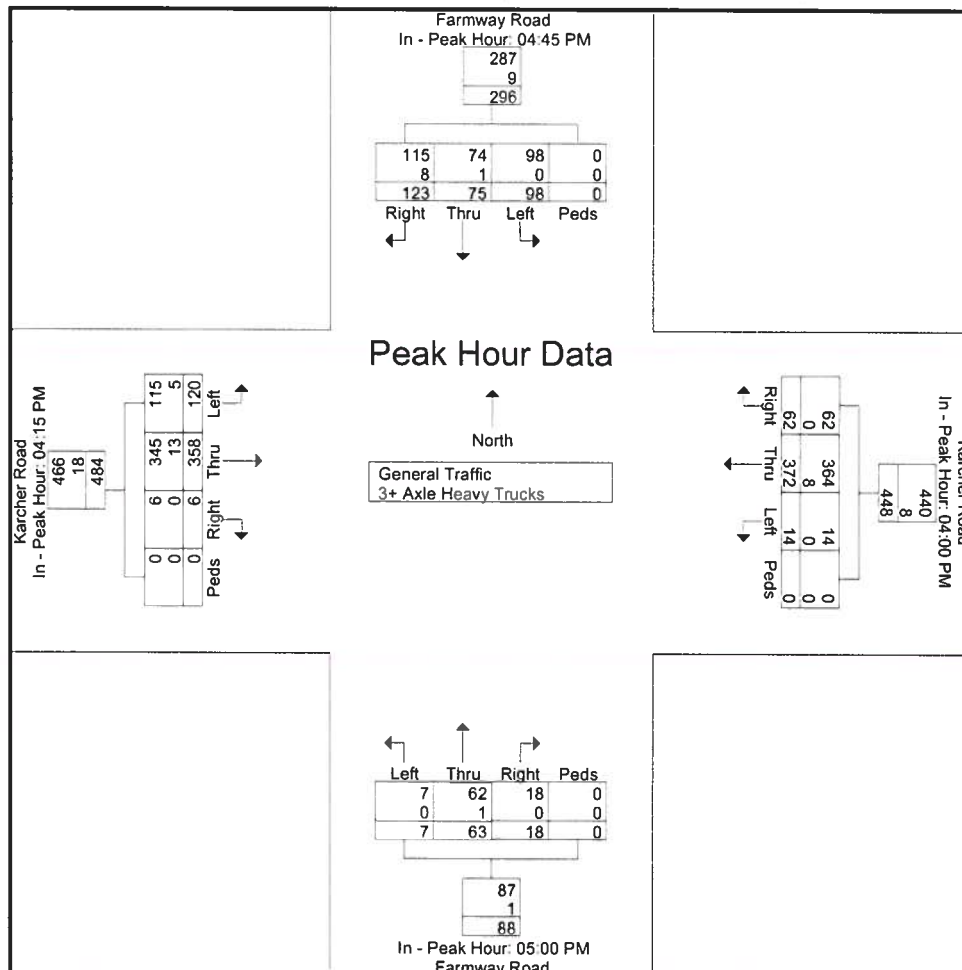 Farmway Road
In - Peak Hour: 04:45 PM
287
9
296
115 74 98 0
8 1 0 0
123 75 98 0
Right Thru Left Peds
Peak Hour Data
North
General Traffic
3+ Axle Heavy Trucks
Karcher Road
In - Peak Hour: 04:15 PM
466
18
484
115 345 6 0
5 13 0 0
120 358 6 0
Left Thru Right Peds
Karcher Road
In - Peak Hour: 04:00 PM
440
8
448
62 364 14 0
0 8 0 0
62 372 14 0
Right Thru Left Peds
Left Thru Right Peds
7 62 18 0
0 1 0 0
7 63 18 0
87
1
88
In - Peak Hour: 05:00 PM
Farmway Road